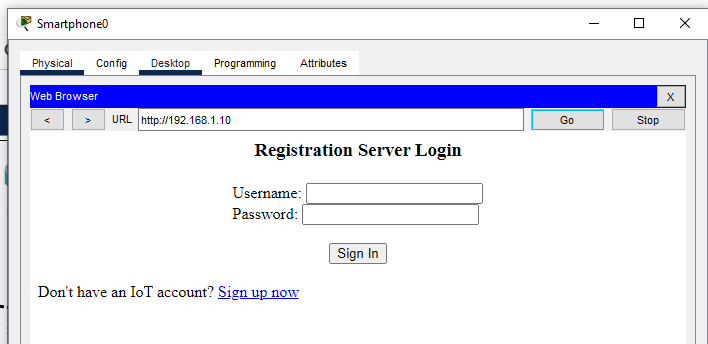 Smartphone0
Physical Config Desktop Programming Attributes
Web Browser X
< > URL http://192.168.1.10 Go Stop
Registration Server Login
Username:
Password:
Sign In
Don't have an IoT account? Sign up now